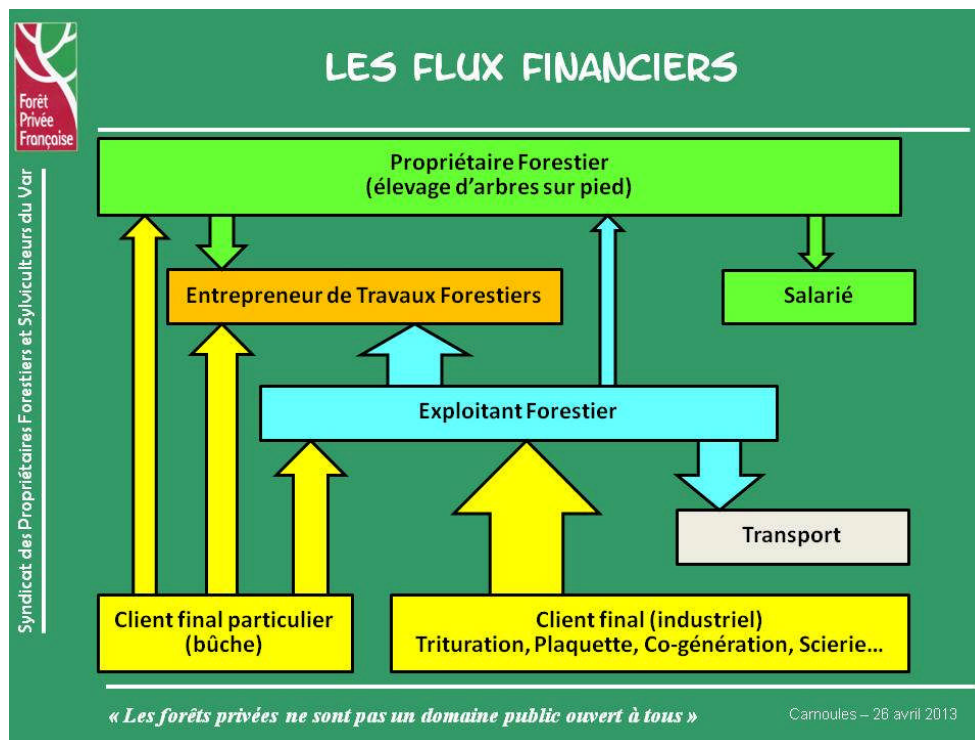 LES FLUX FINANCIERS
Forêt
Privée
Française
Syndicat des Propriétaires Forestiers et Sylviculteurs du Var
Propriétaire Forestier
(élevage d'arbres sur pied)
Entrepreneur de Travaux Forestiers
Salarié
Exploitant Forestier
Transport
Client final particulier
(bûche)
Client final (industriel)
Trituration, Plaquette, Co-génération, Scierie...
« Les forêts privées ne sont pas un domaine public ouvert à tous »
Carnoules – 26 avril 2013